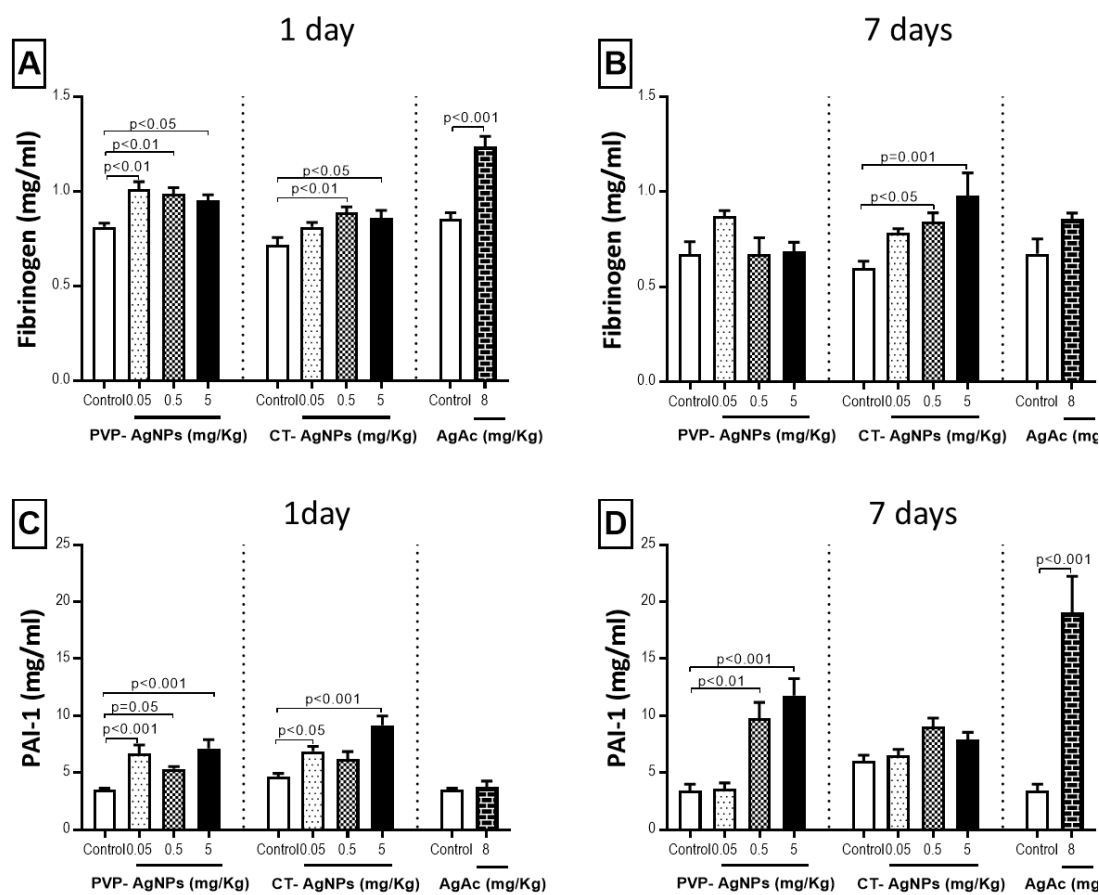 1 day
7 days
A
B
Fibrinogen (mg/ml)
1.5
1.0
0.5
0.0
p<0.05
p<0.01
p<0.01
p<0.05
p<0.01
p<0.001
Control 0.05 0.5 5
Control 0.05 0.5 5
Control 8
PVP- AgNPs (mg/Kg)
CT- AgNPs (mg/Kg)
AgAc (mg/Kg)
Fibrinogen (mg/ml)
1.5
1.0
0.5
0.0
p=0.001
p<0.05
Control 0.05 0.5 5
Control 0.05 0.5 5
Control 8
PVP- AgNPs (mg/Kg)
CT- AgNPs (mg/Kg)
AgAc (mg
1day
7 days
C
D
PAI-1 (mg/ml)
25
20
15
10
5
0
p<0.001
p=0.05
p<0.001
p<0.001
p<0.05
Control 0.05 0.5 5
Control 0.05 0.5 5
Control 8
PVP- AgNPs (mg/Kg)
CT- AgNPs (mg/Kg)
AgAc (mg/Kg)
PAI-1 (mg/ml)
25
20
15
10
5
0
p<0.001
p<0.01
p<0.001
Control 0.05 0.5 5
Control 0.05 0.5 5
Control 8
PVP- AgNPs (mg/Kg)
CT- AgNPs (mg/Kg)
AgAc (mg